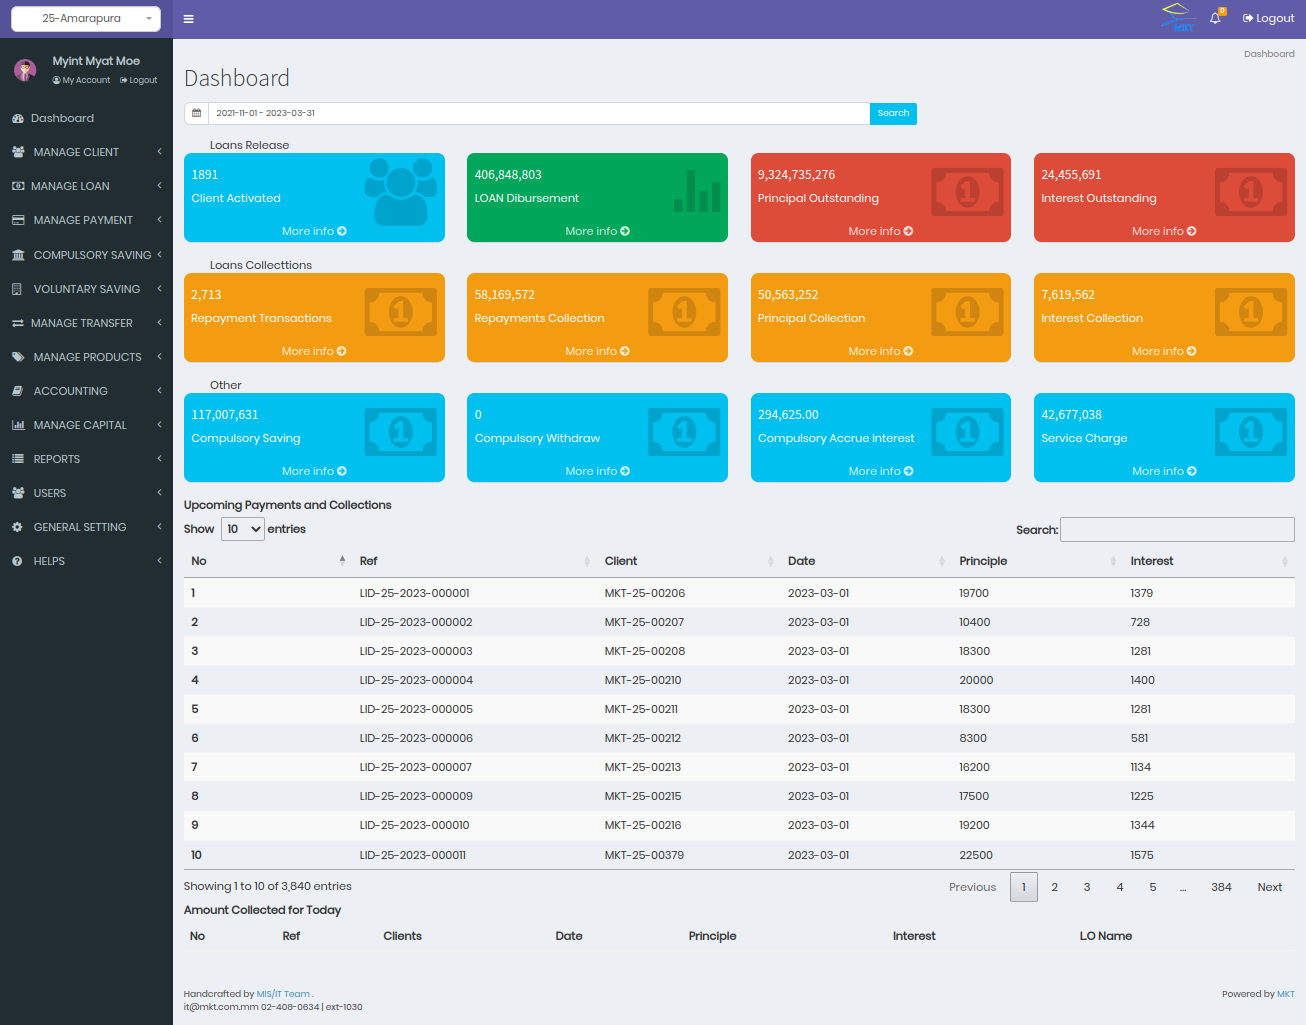 25-Amarapura
MKT
0
Logout
Myint Myat Moe
My Account Logout
Dashboard
MANAGE CLIENT
MANAGE LOAN
MANAGE PAYMENT
COMPULSORY SAVING
VOLUNTARY SAVING
MANAGE TRANSFER
MANAGE PRODUCTS
ACCOUNTING
MANAGE CAPITAL
REPORTS
USERS
GENERAL SETTING
HELPS
Dashboard
Dashboard
2021-11-01 - 2023-03-31 Search
Loans Release
1891 406,848,803 9,324,735,276 24,455,691
Client Activated LOAN Dibursement Principal Outstanding Interest Outstanding
More info More info More info More info
Loans Collecttions
2,713 58,169,572 50,563,252 7,619,562
Repayment Transactions Repayments Collection Principal Collection Interest Collection
More info More info More info More info
Other
117,007,631 0 294,625.00 42,677,038
Compulsory Saving Compulsory Withdraw Compulsory Accrue Interest Service Charge
More info More info More info More info
Upcoming Payments and Collections
Show 10 entries Search:
No Ref Client Date Principle Interest
1 LID-25-2023-000001 MKT-25-00206 2023-03-01 19700 1379
2 LID-25-2023-000002 MKT-25-00207 2023-03-01 10400 728
3 LID-25-2023-000003 MKT-25-00208 2023-03-01 18300 1281
4 LID-25-2023-000004 MKT-25-00210 2023-03-01 20000 1400
5 LID-25-2023-000005 MKT-25-00211 2023-03-01 18300 1281
6 LID-25-2023-000006 MKT-25-00212 2023-03-01 8300 581
7 LID-25-2023-000007 MKT-25-00213 2023-03-01 16200 1134
8 LID-25-2023-000009 MKT-25-00215 2023-03-01 17500 1225
9 LID-25-2023-000010 MKT-25-00216 2023-03-01 19200 1344
10 LID-25-2023-000011 MKT-25-00379 2023-03-01 22500 1575
Showing 1 to 10 of 3,840 entries Previous 1 2 3 4 5 … 384 Next
Amount Collected for Today
No Ref Clients Date Principle Interest L.O Name
Handcrafted by MIS/IT Team . Powered by MKT
it@mkt.com.mm 02-408-0634 | ext-1030